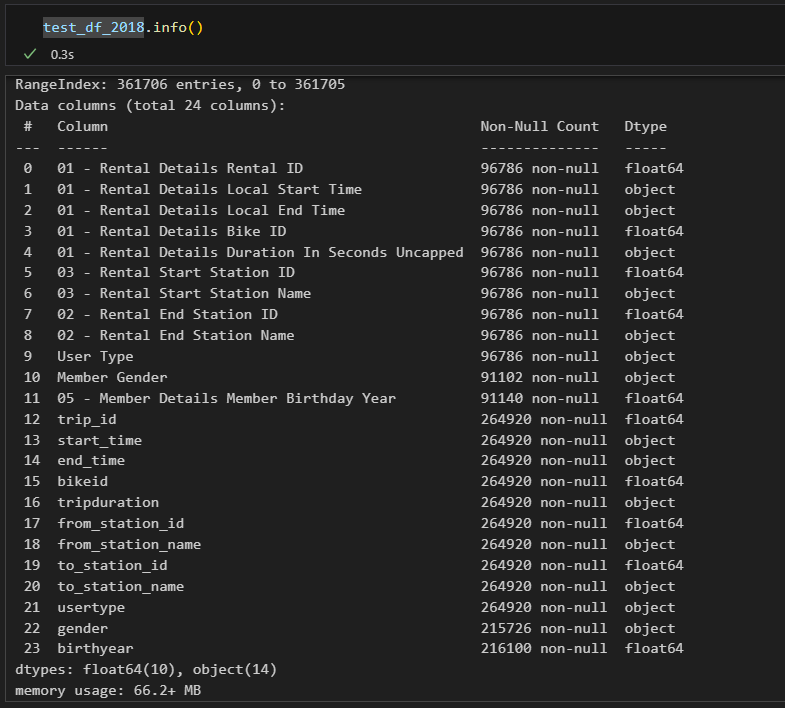 test_df_2018.info()
0.3s
RangeIndex: 361706 entries, 0 to 361705
Data columns (total 24 columns):
 #   Column                                            Non-Null Count   Dtype
---  ------                                            --------------   -----
 0   01 - Rental Details Rental ID                     96786 non-null   float64
 1   01 - Rental Details Local Start Time              96786 non-null   object
 2   01 - Rental Details Local End Time                96786 non-null   object
 3   01 - Rental Details Bike ID                       96786 non-null   float64
 4   01 - Rental Details Duration In Seconds Uncapped  96786 non-null   object
 5   03 - Rental Start Station ID                      96786 non-null   float64
 6   03 - Rental Start Station Name                    96786 non-null   object
 7   02 - Rental End Station ID                        96786 non-null   float64
 8   02 - Rental End Station Name                      96786 non-null   object
 9   User Type                                         96786 non-null   object
 10  Member Gender                                     91102 non-null   object
 11  05 - Member Details Member Birthday Year          91140 non-null   float64
 12  trip_id                                           264920 non-null  float64
 13  start_time                                        264920 non-null  object
 14  end_time                                          264920 non-null  object
 15  bikeid                                            264920 non-null  float64
 16  tripduration                                      264920 non-null  object
 17  from_station_id                                   264920 non-null  float64
 18  from_station_name                                 264920 non-null  object
 19  to_station_id                                     264920 non-null  float64
 20  to_station_name                                   264920 non-null  object
 21  usertype                                          264920 non-null  object
 22  gender                                            215726 non-null  object
 23  birthyear                                         216100 non-null  float64
dtypes: float64(10), object(14)
memory usage: 66.2+ MB